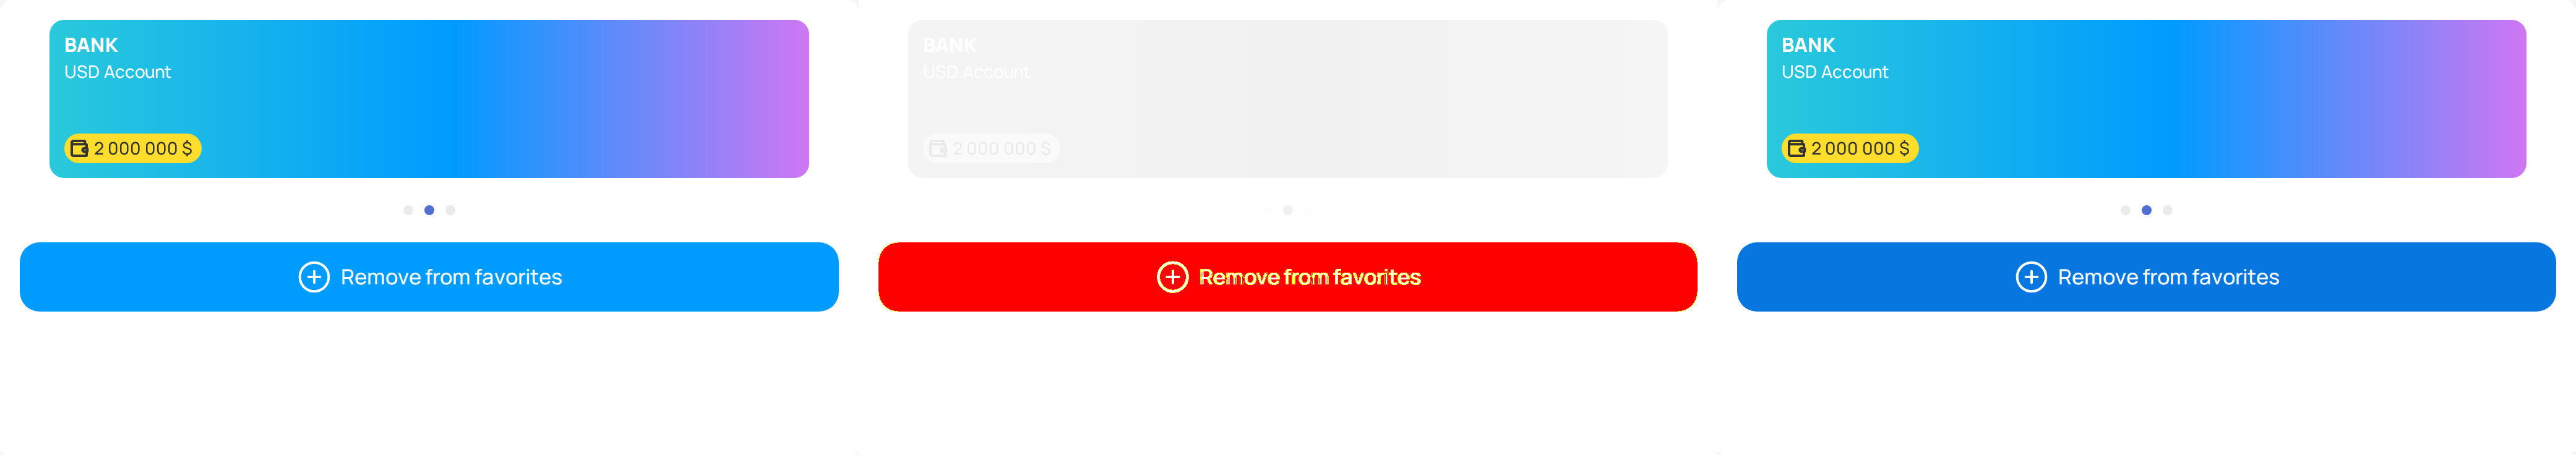 BANK
USD Account
2 000 000 $
Remove from favorites
BANK
USD Account
2 000 000 $
Remove from favorites
BANK
USD Account
2 000 000 $
Remove from favorites